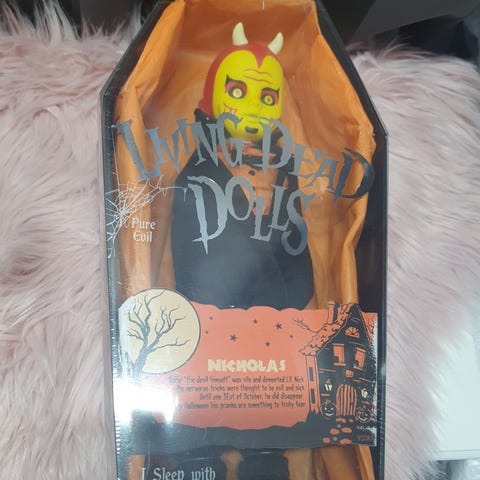 LIVING DEAD
DOLLS
Pure
Evil
NICHOLAS
"the devil himself" was vile and demented Lil' Nick
perverse tricks were thought to be evil and sick
Until one 31st of October, he did disappear
Halloween his pranks are something to truly fear
I Sleep with